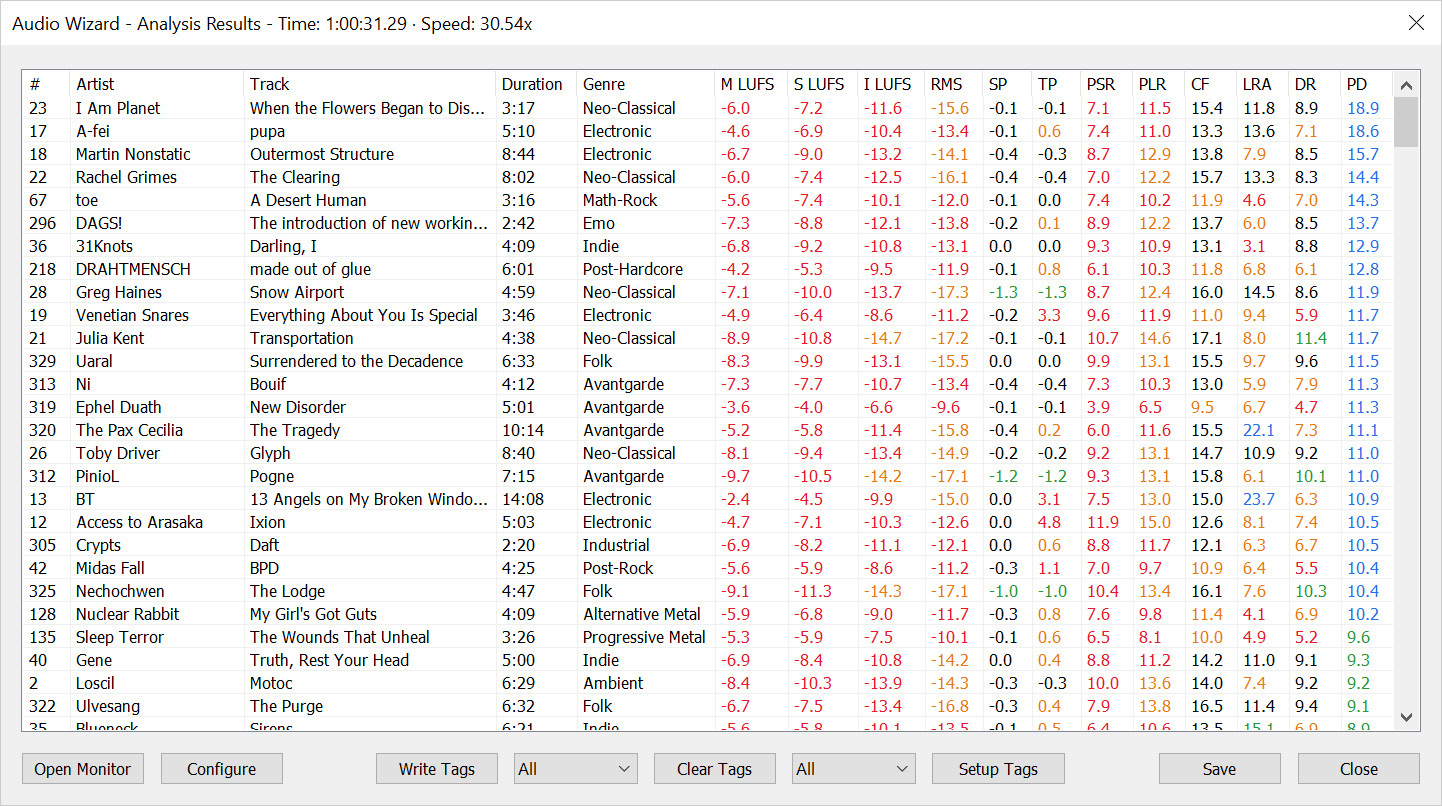 Audio Wizard - Analysis Results - Time: 1:00:31.29 · Speed: 30.54x
# Artist Track Duration Genre M LUFS S LUFS I LUFS RMS SP TP PSR PLR CF LRA DR PD
23 I Am Planet When the Flowers Began to Dis... 3:17 Neo-Classical -6.0 -7.2 -11.6 -15.6 -0.1 -0.1 7.1 11.5 15.4 11.8 8.9 18.9
17 A-fei pupa 5:10 Electronic -4.6 -6.9 -10.4 -13.4 -0.1 0.6 7.4 11.0 13.3 13.6 7.1 18.6
18 Martin Nonstatic Outermost Structure 8:44 Electronic -6.7 -9.0 -13.2 -14.1 -0.4 -0.3 8.7 12.9 13.8 7.9 8.5 15.7
22 Rachel Grimes The Clearing 8:02 Neo-Classical -6.0 -7.4 -12.5 -16.1 -0.4 -0.4 7.0 12.2 15.7 13.3 8.3 14.4
67 toe A Desert Human 3:16 Math-Rock -5.6 -7.4 -10.1 -12.0 -0.1 0.0 7.4 10.2 11.9 4.6 7.0 14.3
296 DAGS! The introduction of new workin... 2:42 Emo -7.3 -8.8 -12.1 -13.8 -0.2 0.1 8.9 12.2 13.7 6.0 8.5 13.7
36 31Knots Darling, I 4:09 Indie -6.8 -9.2 -10.8 -13.1 0.0 0.0 9.3 10.9 13.1 3.1 8.8 12.9
218 DRAHTMENSCH made out of glue 6:01 Post-Hardcore -4.2 -5.3 -9.5 -11.9 -0.1 0.8 6.1 10.3 11.8 6.8 6.1 12.8
28 Greg Haines Snow Airport 4:59 Neo-Classical -7.1 -10.0 -13.7 -17.3 -1.3 -1.3 8.7 12.4 16.0 14.5 8.6 11.9
19 Venetian Snares Everything About You Is Special 3:46 Electronic -4.9 -6.4 -8.6 -11.2 -0.2 3.3 9.6 11.9 11.0 9.4 5.9 11.7
21 Julia Kent Transportation 4:38 Neo-Classical -8.9 -10.8 -14.7 -17.2 -0.1 -0.1 10.7 14.6 17.1 8.0 11.4 11.7
329 Uaral Surrendered to the Decadence 6:33 Folk -8.3 -9.9 -13.1 -15.5 0.0 0.0 9.9 13.1 15.5 9.7 9.6 11.5
313 Ni Bouif 4:12 Avantgarde -7.3 -7.7 -10.7 -13.4 -0.4 -0.4 7.3 10.3 13.0 5.9 7.9 11.3
319 Ephel Duath New Disorder 5:01 Avantgarde -3.6 -4.0 -6.6 -9.6 -0.1 -0.1 3.9 6.5 9.5 6.7 4.7 11.3
320 The Pax Cecilia The Tragedy 10:14 Avantgarde -5.2 -5.8 -11.4 -15.8 -0.4 0.2 6.0 11.6 15.5 22.1 7.3 11.1
26 Toby Driver Glyph 8:40 Neo-Classical -8.1 -9.4 -13.4 -14.9 -0.2 -0.2 9.2 13.1 14.7 10.9 9.2 11.0
312 PinioL Pogne 7:15 Avantgarde -9.7 -10.5 -14.2 -17.1 -1.2 -1.2 9.3 13.1 15.8 6.1 10.1 11.0
13 BT 13 Angels on My Broken Windo... 14:08 Electronic -2.4 -4.5 -9.9 -15.0 0.0 3.1 7.5 13.0 15.0 23.7 6.3 10.9
12 Access to Arasaka Ixion 5:03 Electronic -4.7 -7.1 -10.3 -12.6 0.0 4.8 11.9 15.0 12.6 8.1 7.4 10.5
305 Crypts Daft 2:20 Industrial -6.9 -8.2 -11.1 -12.1 0.0 0.6 8.8 11.7 12.1 6.3 6.7 10.5
42 Midas Fall BPD 4:25 Post-Rock -5.6 -5.9 -8.6 -11.2 -0.3 1.1 7.0 9.7 10.9 6.4 5.5 10.4
325 Nechochwen The Lodge 4:47 Folk -9.1 -11.3 -14.3 -17.1 -1.0 -1.0 10.4 13.4 16.1 7.6 10.3 10.4
128 Nuclear Rabbit My Girl's Got Guts 4:09 Alternative Metal -5.9 -6.8 -9.0 -11.7 -0.3 0.8 7.6 9.8 11.4 4.1 6.9 10.2
135 Sleep Terror The Wounds That Unheal 3:26 Progressive Metal -5.3 -5.9 -7.5 -10.1 -0.1 0.6 6.5 8.1 10.0 4.9 5.2 9.6
40 Gene Truth, Rest Your Head 5:00 Indie -6.9 -8.4 -10.8 -14.2 0.0 0.4 8.8 11.2 14.2 11.0 9.1 9.3
2 Loscil Motoc 6:29 Ambient -8.4 -10.3 -13.9 -14.3 -0.3 -0.3 10.0 13.6 14.0 7.4 9.2 9.2
322 Ulvesang The Purge 6:32 Folk -6.7 -7.5 -13.4 -16.8 -0.3 0.4 7.9 13.8 16.5 11.4 9.4 9.1
35 Blueneck Sirens 6:21 Indie -5.6 -5.8 -10.1 -13.5 -0.1 0.5 6.4 10.6 13.5 15.1 6.9 8.9
Open Monitor Configure Write Tags All Clear Tags All Setup Tags Save Close